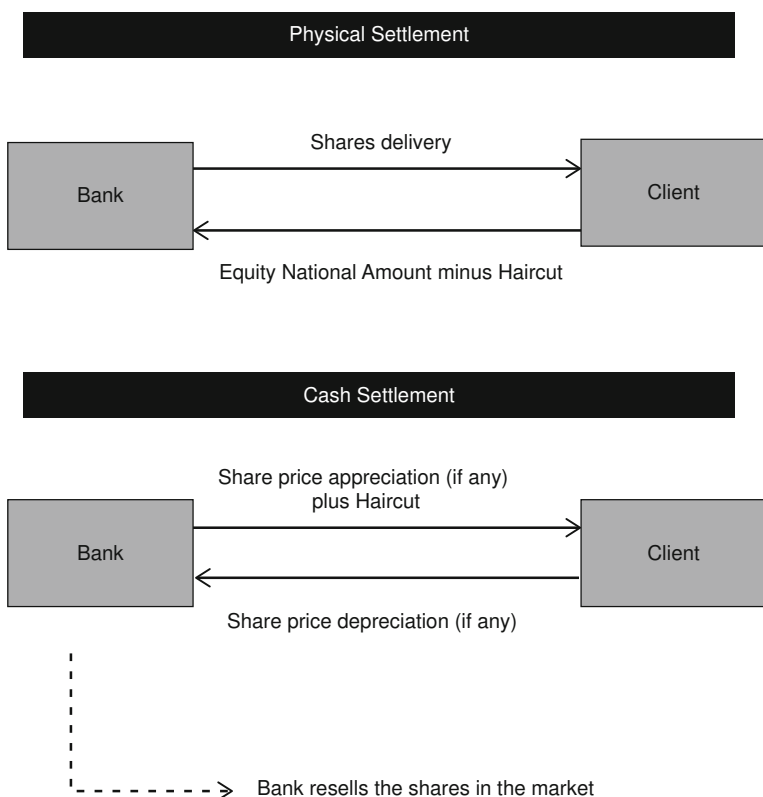 Physical Settlement
Shares delivery
Bank
Client
Equity National Amount minus Haircut
Cash Settlement
Share price appreciation (if any)
plus Haircut
Bank
Client
Share price depreciation (if any)
Bank resells the shares in the market